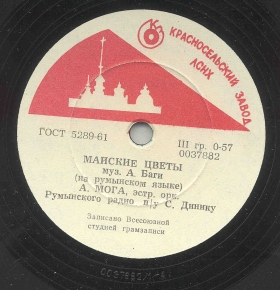 КРАСНОСЕЛЬСКИЙ ЗАВОД
ЛСНХ
ГОСТ 5289-61
III гр. 0-57
0037882
МАЙСКИЕ ЦВЕТЫ
муз. А. Баги
(на румынском языке)
А. МОГА, эстр. орк.
Румынского радио п/у С. Динику
Записано Всесоюзной
студией грамзаписи